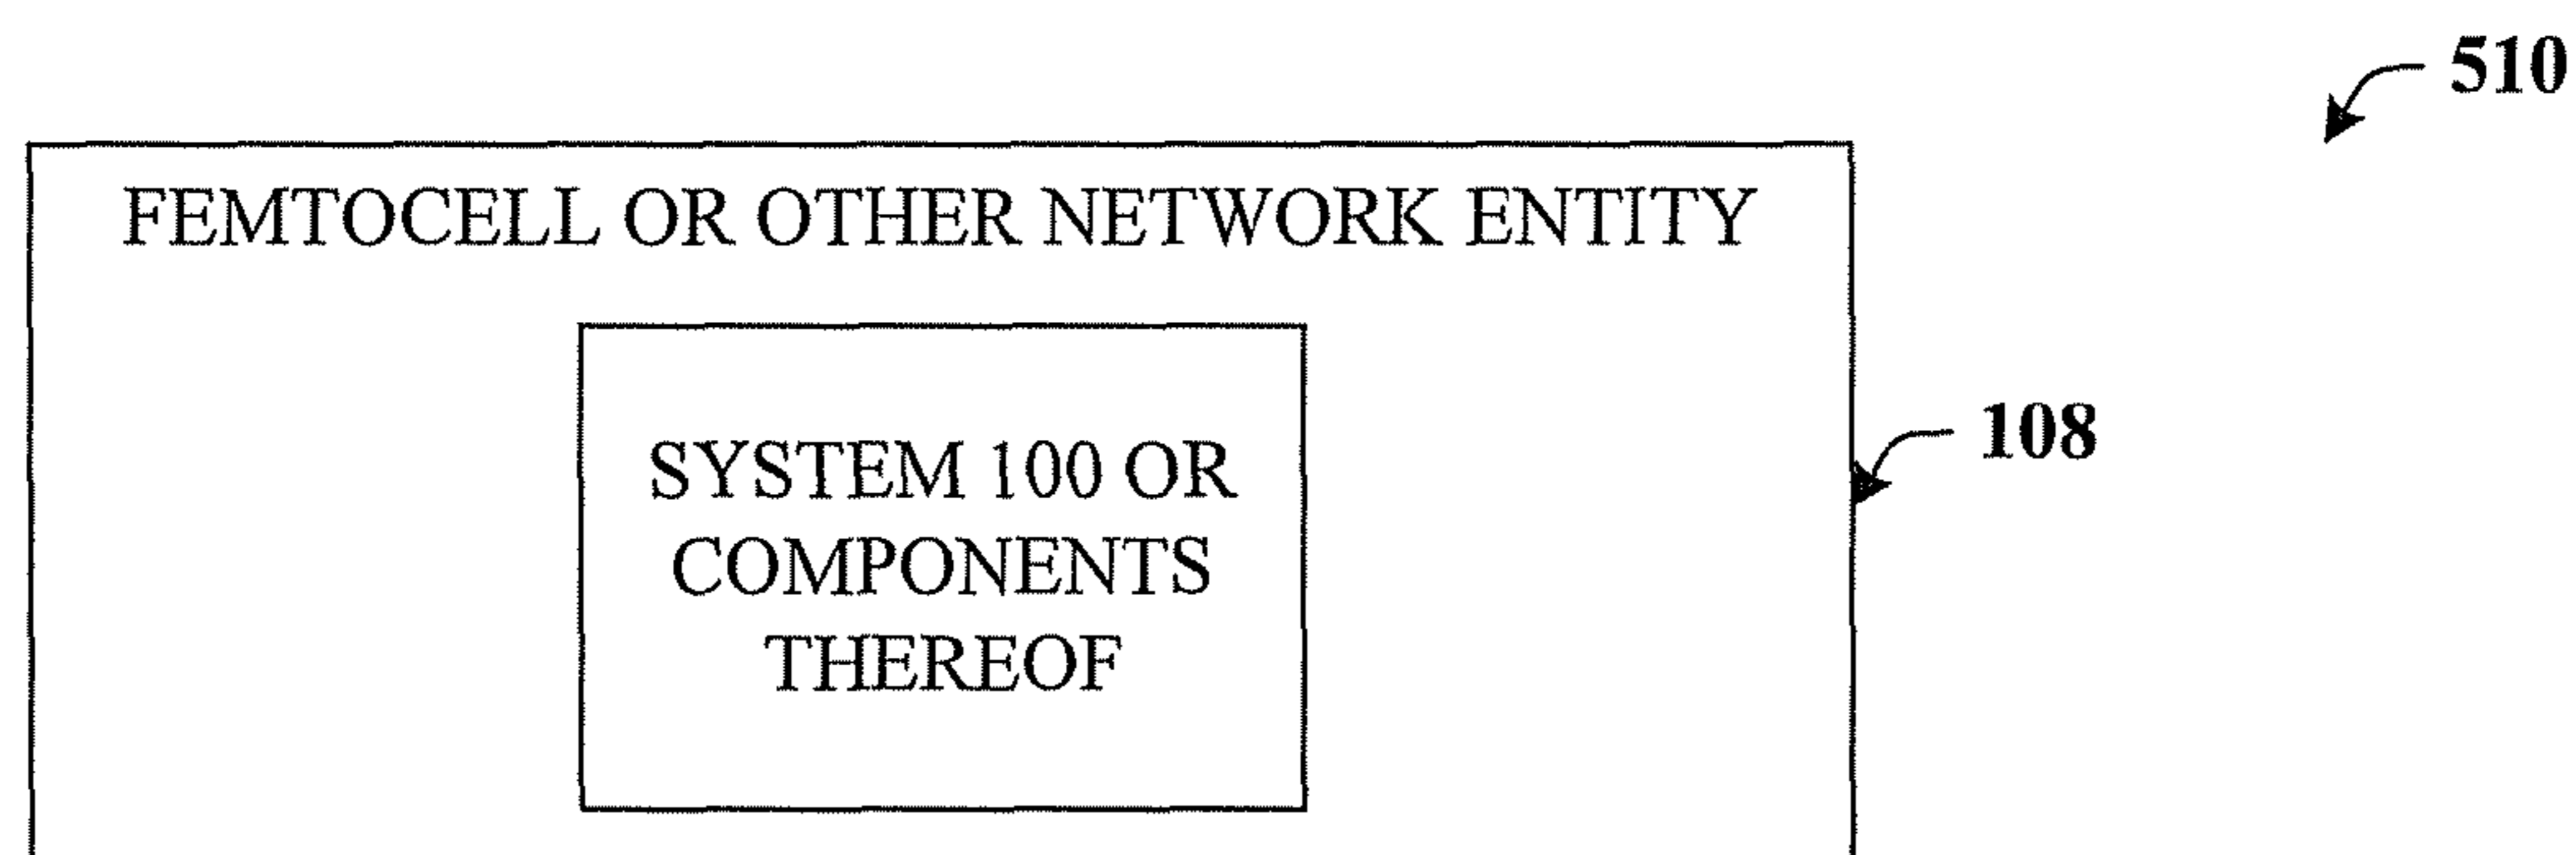 510
FEMTOCELL OR OTHER NETWORK ENTITY
108
SYSTEM 100 OR
COMPONENTS
THEREOF